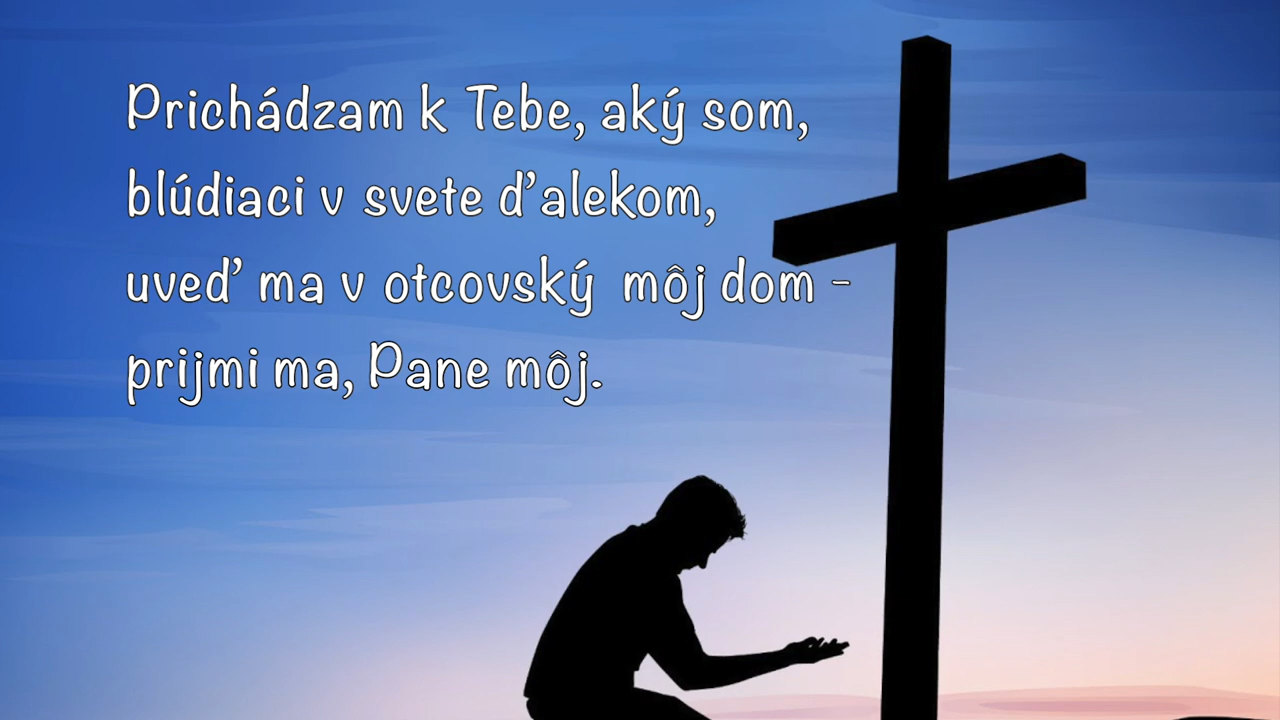 Prichádzam k Tebe, aký som,
blúdiaci v svete ďalekom,
uveď ma v otcovský môj dom -
prijmi ma, Pane môj.